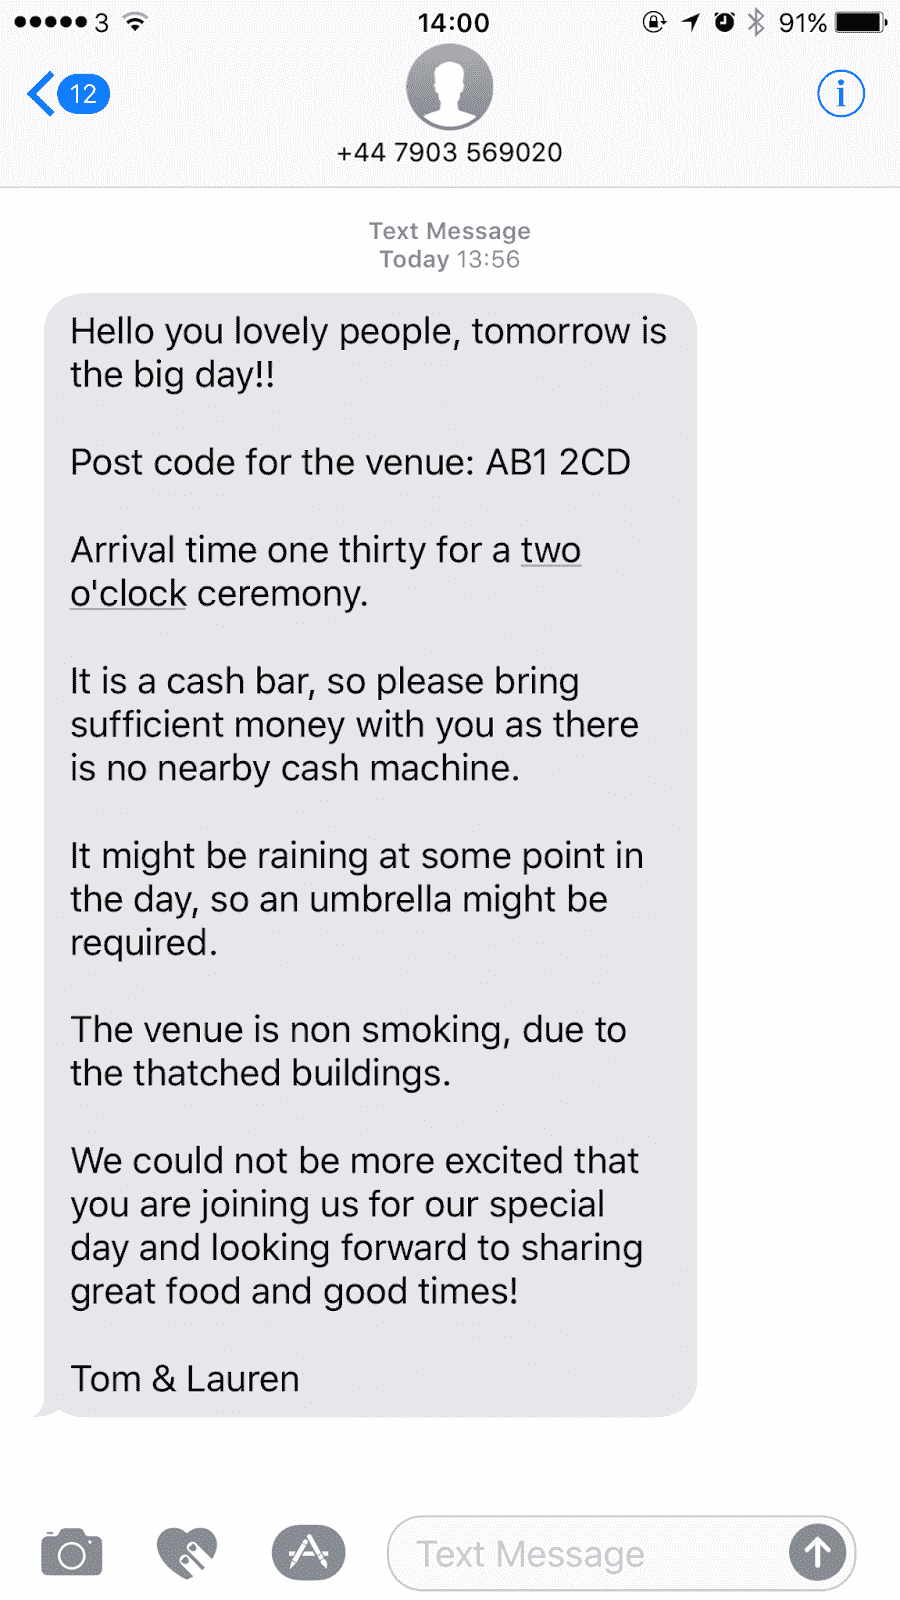 3 14:00 91%
12
+44 7903 569020
Text Message
Today 13:56
Hello you lovely people, tomorrow is
the big day!!
Post code for the venue: AB1 2CD
Arrival time one thirty for a two
o'clock ceremony.
It is a cash bar, so please bring
sufficient money with you as there
is no nearby cash machine.
It might be raining at some point in
the day, so an umbrella might be
required.
The venue is non smoking, due to
the thatched buildings.
We could not be more excited that
you are joining us for our special
day and looking forward to sharing
great food and good times!
Tom & Lauren
Text Message